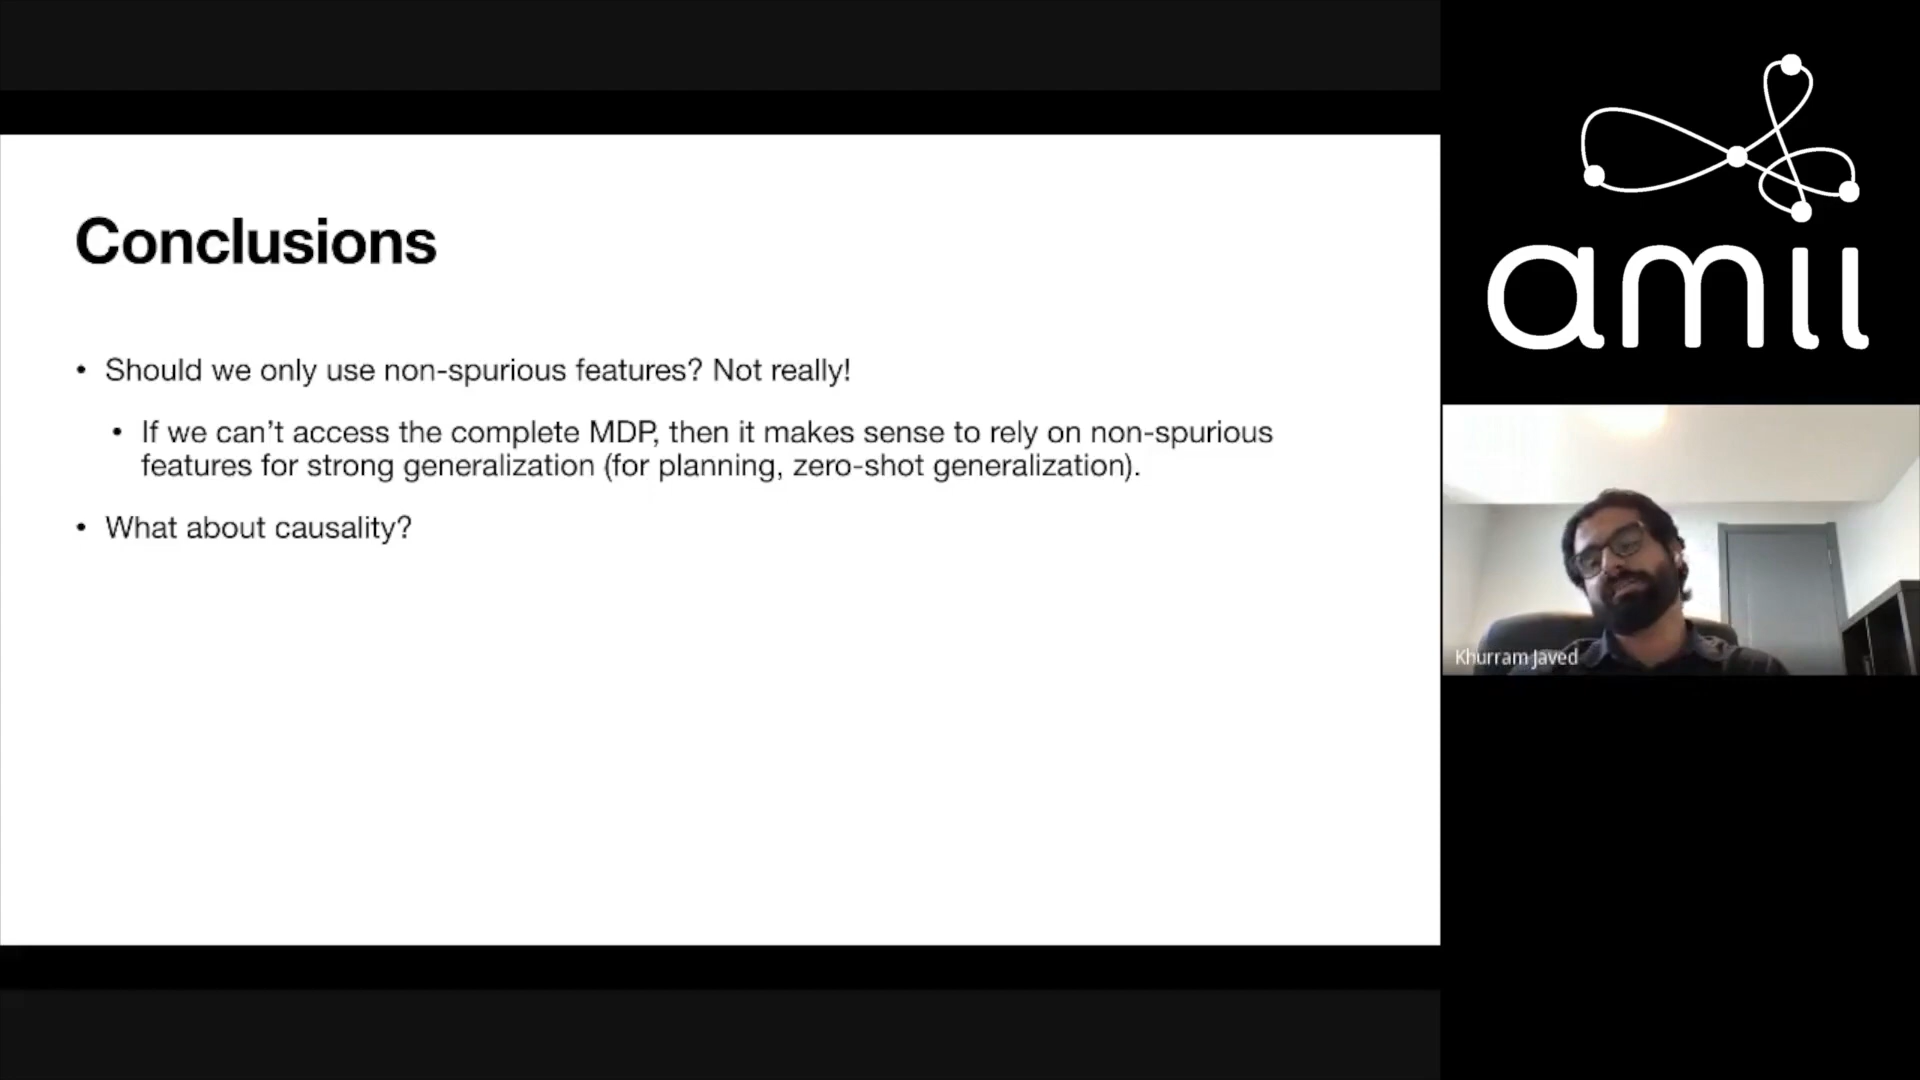 Conclusions
• Should we only use non-spurious features? Not really!
• If we can’t access the complete MDP, then it makes sense to rely on non-spurious
features for strong generalization (for planning, zero-shot generalization).
• What about causality?
amii
Khurram Javed